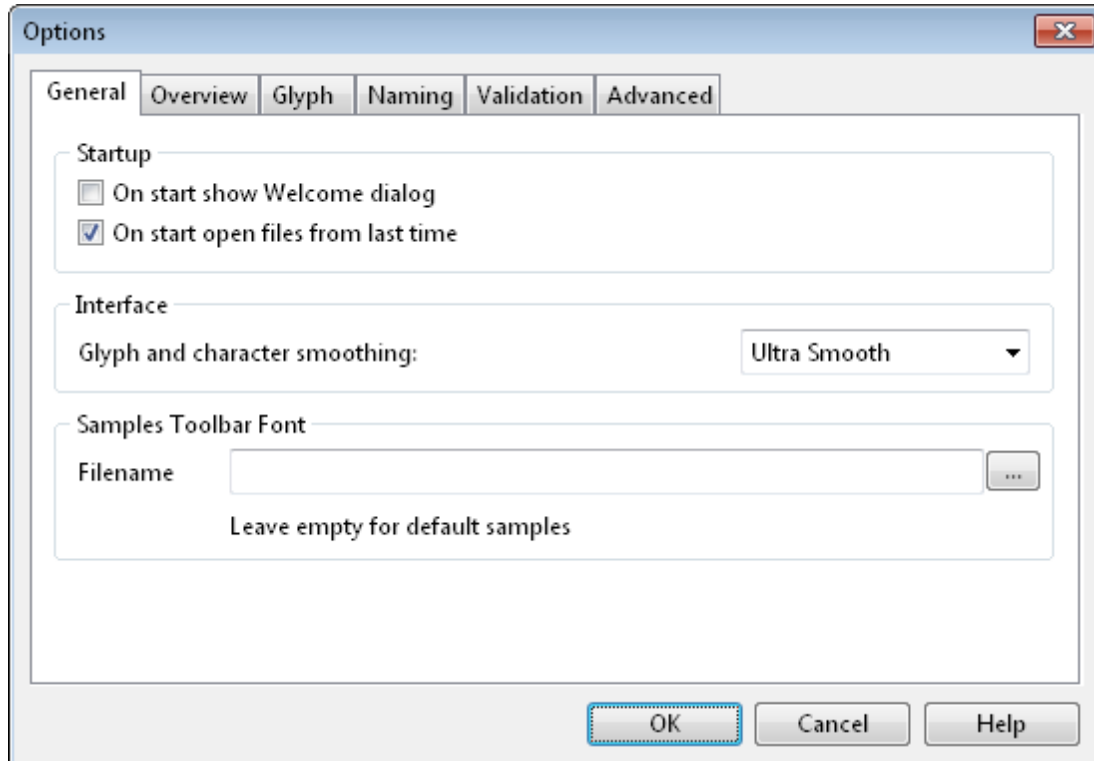 Options
General Overview Glyph Naming Validation Advanced
Startup
On start show Welcome dialog
On start open files from last time
Interface
Glyph and character smoothing: Ultra Smooth
Samples Toolbar Font
Filename ...
Leave empty for default samples
OK Cancel Help